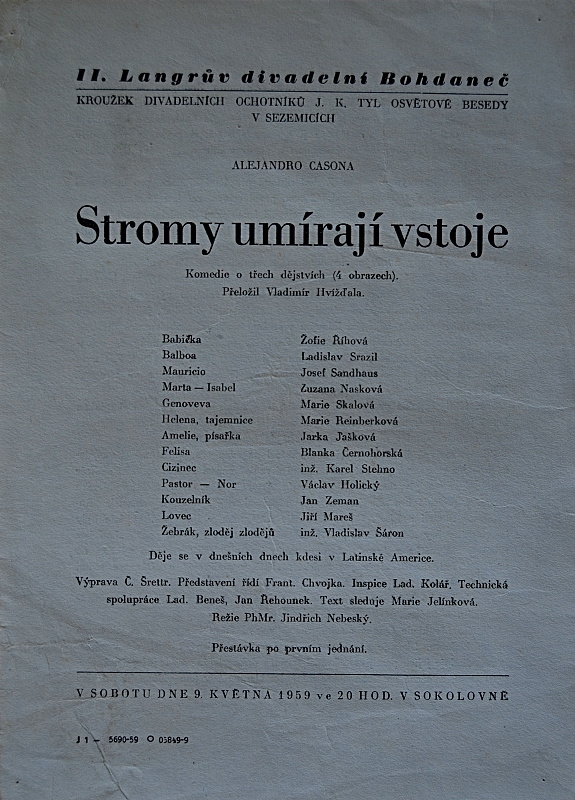 II. Langrův divadelní Bohdaneč
KROUŽEK DIVADELNÍCH OCHOTNÍKŮ J. K. TYL OSVĚTOVÉ BESEDY
V SEZEMICÍCH
ALEJANDRO CASONA
Stromy umírají vstoje
Komedie o třech dějstvích (4 obrazech).
Přeložil Vladimír Hvížďala.
Babička Žofie Říhová
Balboa Ladislav Srazil
Mauricio Josef Sandhaus
Marta — Isabel Zuzana Nasková
Genoveva Marie Skalová
Helena, tajemnice Marie Reinberková
Amelie, písařka Jarka Jašková
Felisa Blanka Černohorská
Cizinec inž. Karel Stehno
Pastor — Nor Václav Holický
Kouzelník Jan Zeman
Lovec Jiří Mareš
Žebrák, zloděj zlodějů inž. Vladislav Šáron
Děje se v dnešních dnech kdesi v Latinské Americe.
Výprava Č. Šrettr. Představení řídí Frant. Chvojka. Inspice Lad. Kolář. Technická
spolupráce Lad. Beneš, Jan Řehounek. Text sleduje Marie Jelínková.
Režie PhMr. Jindřich Nebeský.
Přestávka po prvním jednání.
V SOBOTU DNE 9. KVĚTNA 1959 ve 20 HOD. V SOKOLOVNĚ
J 1 — 5690-59 O 05849-9